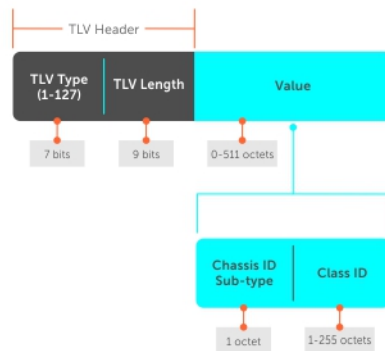 TLV Header
TLV Type
(1-127)
TLV Length
Value
7 bits
9 bits
0-511 octets
Chassis ID
Sub-type
Class ID
1 octet
1-255 octets